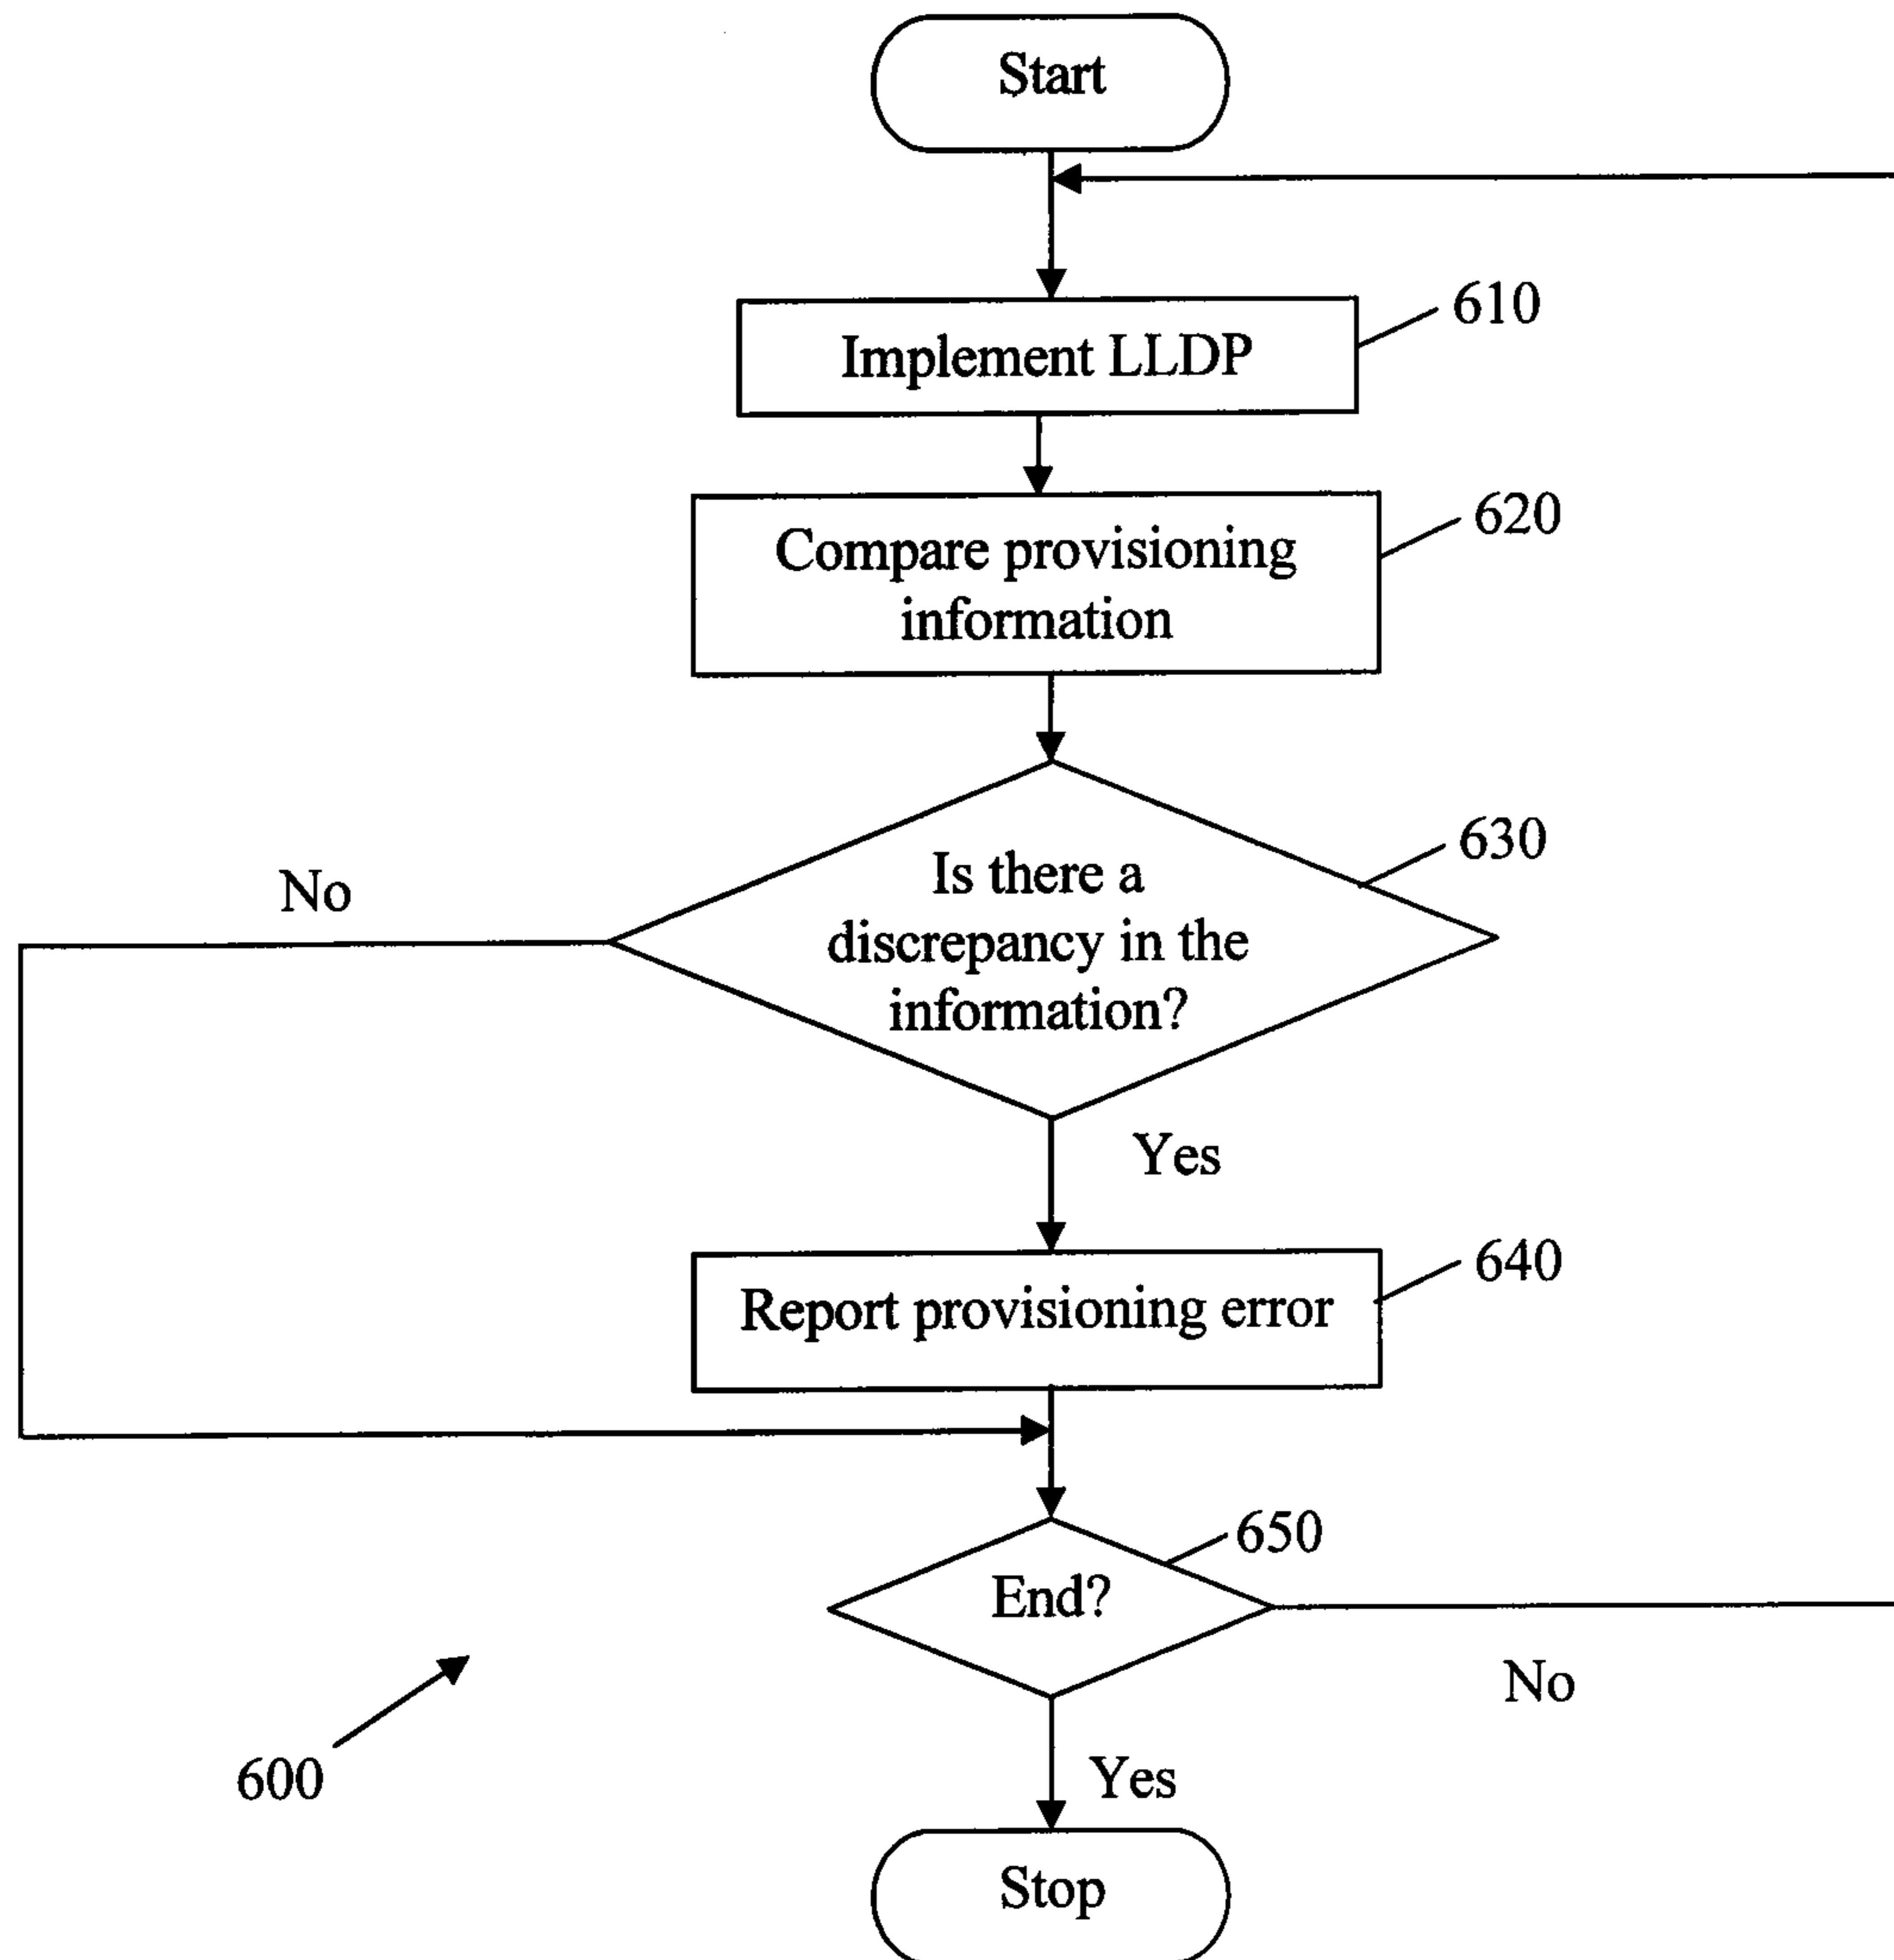 Start
610
Implement LLDP
620
Compare provisioning
information
630
No
Is there a
discrepancy in the
information?
Yes
640
Report provisioning error
650
End?
No
600
Yes
Stop